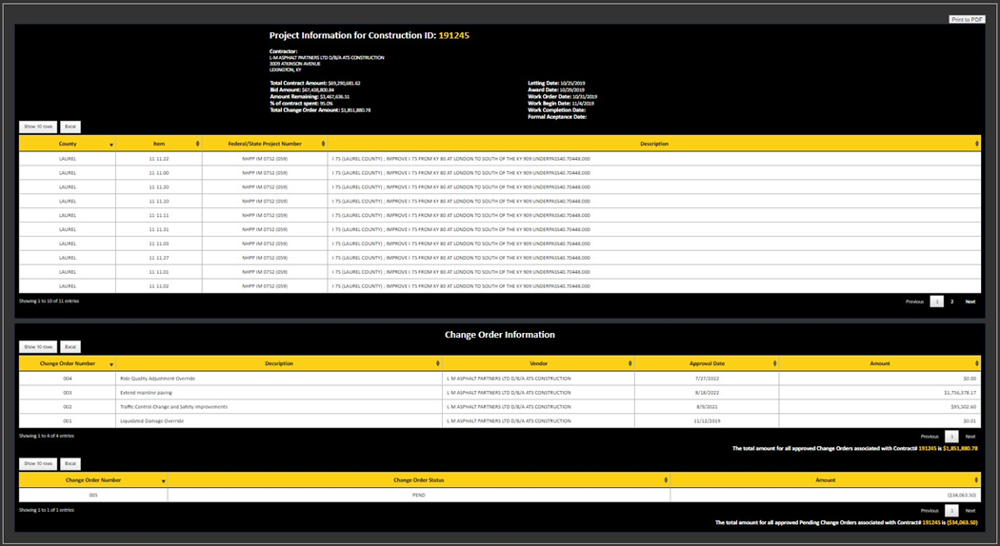 Print to PDF
Project Information for Construction ID: 191245
Contractor:
L-M ASPHALT PARTNERS LTD D/B/A ATS CONSTRUCTION
3009 ATKINSON AVENUE
LEXINGTON, KY
Total Contract Amount: $69,290,681.62
Bid Amount: $67,438,800.84
Amount Remaining: $3,467,636.51
% of contract spent: 95.0%
Total Change Order Amount: $1,851,880.78
Letting Date: 10/25/2019
Award Date: 10/29/2019
Work Order Date: 10/31/2019
Work Begin Date: 11/4/2019
Work Completion Date:
Formal Aceptance Date:
Show 10 rows Excel
County Item Federal/State Project Number Description
LAUREL 11 11.22 NHPP IM 0752 (059) I 75 (LAUREL COUNTY) ; IMPROVE I 75 FROM KY 80 AT LONDON TO SOUTH OF THE KY 909 UNDERPASS40.70448.000
LAUREL 11 11.00 NHPP IM 0752 (059) I 75 (LAUREL COUNTY) ; IMPROVE I 75 FROM KY 80 AT LONDON TO SOUTH OF THE KY 909 UNDERPASS40.70448.000
LAUREL 11 11.20 NHPP IM 0752 (059) I 75 (LAUREL COUNTY) ; IMPROVE I 75 FROM KY 80 AT LONDON TO SOUTH OF THE KY 909 UNDERPASS40.70448.000
LAUREL 11 11.10 NHPP IM 0752 (059) I 75 (LAUREL COUNTY) ; IMPROVE I 75 FROM KY 80 AT LONDON TO SOUTH OF THE KY 909 UNDERPASS40.70448.000
LAUREL 11 11.11 NHPP IM 0752 (059) I 75 (LAUREL COUNTY) ; IMPROVE I 75 FROM KY 80 AT LONDON TO SOUTH OF THE KY 909 UNDERPASS40.70448.000
LAUREL 11 11.31 NHPP IM 0752 (059) I 75 (LAUREL COUNTY) ; IMPROVE I 75 FROM KY 80 AT LONDON TO SOUTH OF THE KY 909 UNDERPASS40.70448.000
LAUREL 11 11.03 NHPP IM 0752 (059) I 75 (LAUREL COUNTY) ; IMPROVE I 75 FROM KY 80 AT LONDON TO SOUTH OF THE KY 909 UNDERPASS40.70448.000
LAUREL 11 11.27 NHPP IM 0752 (059) I 75 (LAUREL COUNTY) ; IMPROVE I 75 FROM KY 80 AT LONDON TO SOUTH OF THE KY 909 UNDERPASS40.70448.000
LAUREL 11 11.01 NHPP IM 0752 (059) I 75 (LAUREL COUNTY) ; IMPROVE I 75 FROM KY 80 AT LONDON TO SOUTH OF THE KY 909 UNDERPASS40.70448.000
LAUREL 11 11.02 NHPP IM 0752 (059) I 75 (LAUREL COUNTY) ; IMPROVE I 75 FROM KY 80 AT LONDON TO SOUTH OF THE KY 909 UNDERPASS40.70448.000
Showing 1 to 10 of 11 entries Previous 1 2 Next
Change Order Information
Show 10 rows Excel
Change Order Number Decsription Vendor Approval Date Amount
004 Ride Quality Adjustment Override L M ASPHALT PARTNERS LTD D/B/A ATS CONSTRUCTION 7/27/2022 $0.00
003 Extend mainline paving L M ASPHALT PARTNERS LTD D/B/A ATS CONSTRUCTION 8/18/2022 $1,756,378.17
002 Traffic Control Change and Safety Improvements L M ASPHALT PARTNERS LTD D/B/A ATS CONSTRUCTION 8/9/2021 $95,502.60
001 Liquidated Damage Override L M ASPHALT PARTNERS LTD D/B/A ATS CONSTRUCTION 11/12/2019 $0.01
Showing 1 to 4 of 4 entries Previous 1 Next
The total amount for all approved Change Orders associated with Contract# 191245 is $1,851,880.78
Show 10 rows Excel
Change Order Number Change Order Status Amount
005 PEND ($34,063.50)
Showing 1 to 1 of 1 entries Previous 1 Next
The total amount for all approved Pending Change Orders associated with Contract# 191245 is ($34,063.50)